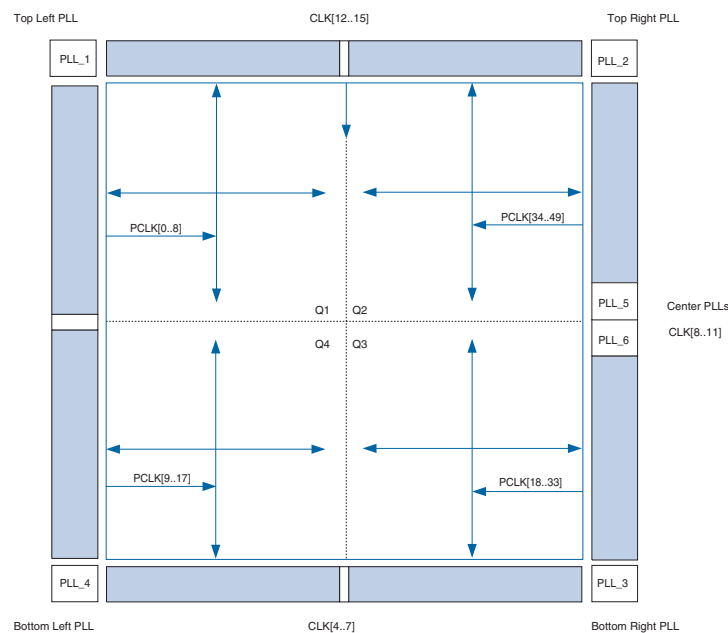 Top Left PLL
CLK[12..15]
Top Right PLL
PLL_1
PLL_2
PCLK[0..8]
PCLK[34..49]
PLL_5
Center PLLs
Q1
Q2
PLL_6
CLK[8..11]
Q4
Q3
PCLK[9..17]
PCLK[18..33]
PLL_4
PLL_3
Bottom Left PLL
CLK[4..7]
Bottom Right PLL